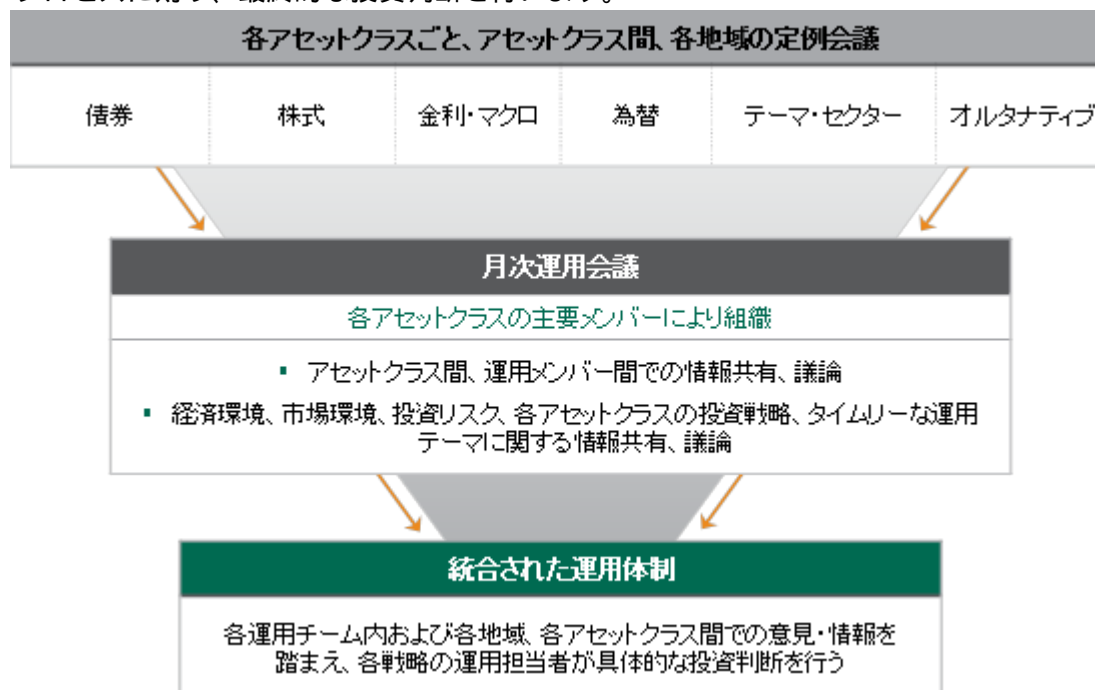 各アセットクラスごと、アセットクラス間、各地域の定例会議
債券
株式
金利・マクロ
為替
テーマ・セクター
オルタナティブ
月次運用会議
各アセットクラスの主要メンバーにより組織
▪ アセットクラス間、運用メンバー間での情報共有、議論
▪ 経済環境、市場環境、投資リスク、各アセットクラスの投資戦略、タイムリーな運用
テーマに関する情報共有、議論
統合された運用体制
各運用チーム内および各地域、各アセットクラス間での意見・情報を
踏まえ、各戦略の運用担当者が具体的な投資判断を行う